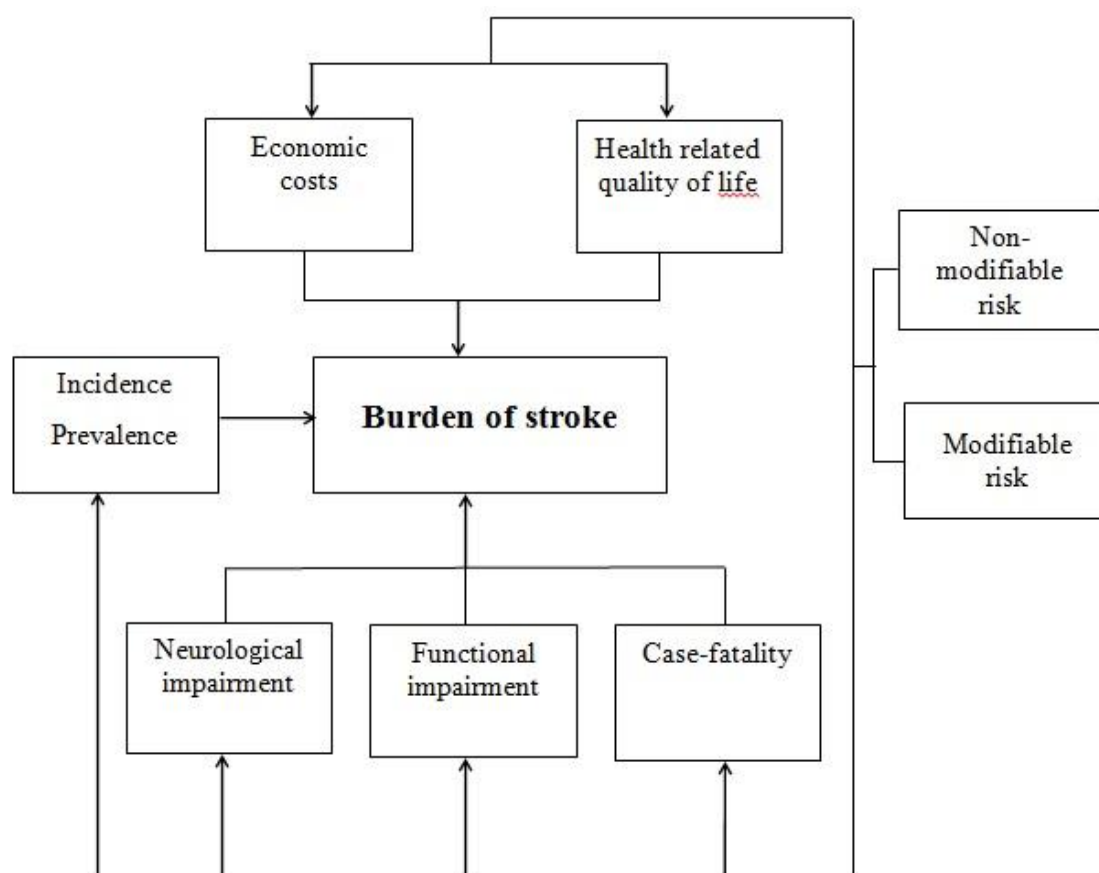 Economic
costs
Health related
quality of life
Non-
modifiable
risk
Incidence
Prevalence
Burden of stroke
Modifiable
risk
Neurological
impairment
Functional
impairment
Case-fatality